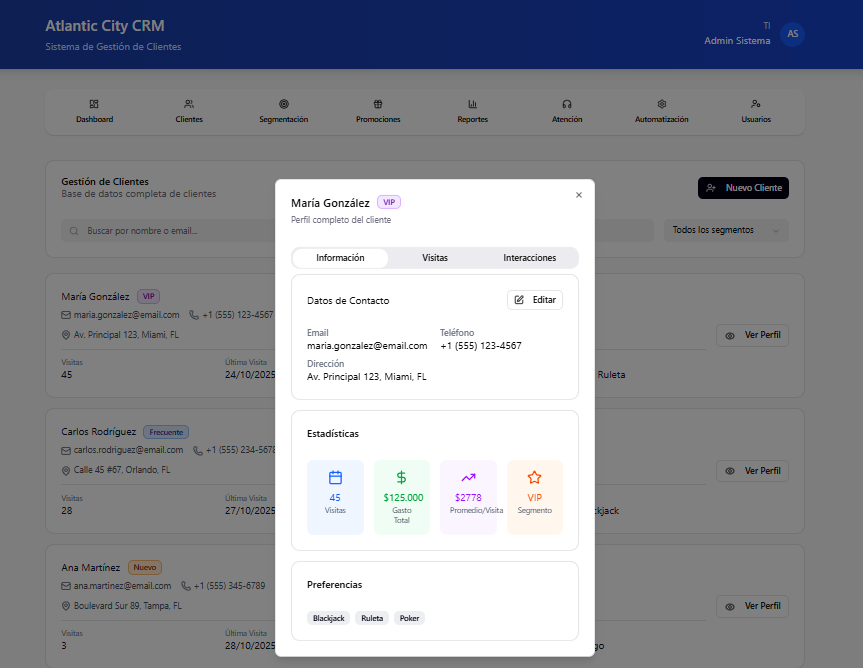 Atlantic City CRM
Sistema de Gestión de Clientes
TI
Admin Sistema
AS
Dashboard
Clientes
Segmentación
Promociones
Reportes
Atención
Automatización
Usuarios
Gestión de Clientes
Base de datos completa de clientes
Nuevo Cliente
Buscar por nombre o email...
Todos los segmentos
María González VIP
maria.gonzalez@email.com +1 (555) 123-4567
Av. Principal 123, Miami, FL
Ver Perfil
Visitas
Última Visita
45
24/10/2025
Ruleta
Carlos Rodríguez Frecuente
carlos.rodriguez@email.com +1 (555) 234-5678
Calle 45 #67, Orlando, FL
Ver Perfil
Visitas
Última Visita
28
27/10/2025
ckjack
Ana Martínez Nuevo
ana.martinez@email.com +1 (555) 345-6789
Boulevard Sur 89, Tampa, FL
Ver Perfil
Visitas
Última Visita
3
28/10/2025
go
María González VIP
×
Perfil completo del cliente
Información
Visitas
Interacciones
Datos de Contacto
Editar
Email
Teléfono
maria.gonzalez@email.com
+1 (555) 123-4567
Dirección
Av. Principal 123, Miami, FL
Estadísticas
45
Visitas
$125.000
Gasto
Total
$2778
Promedio/Visita
VIP
Segmento
Preferencias
Blackjack
Ruleta
Poker